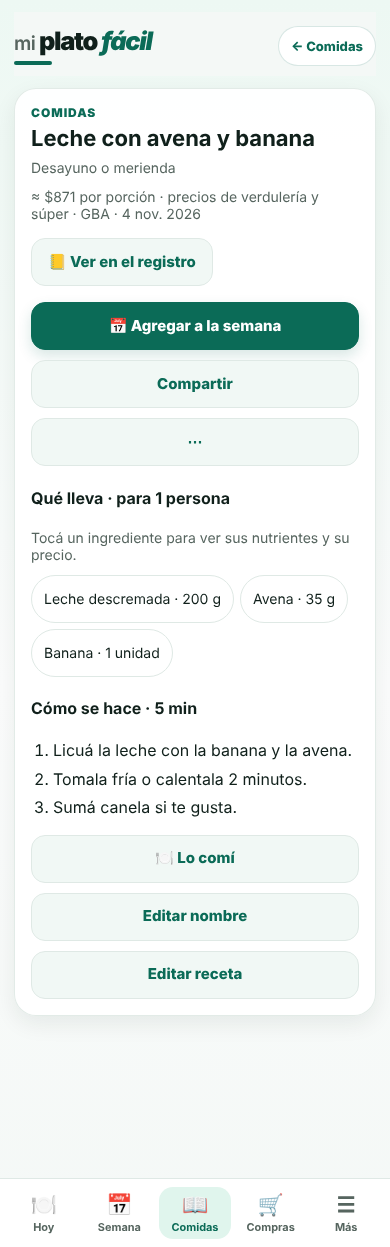 mi plato fácil
← Comidas
COMIDAS
Leche con avena y banana
Desayuno o merienda
≈ $871 por porción · precios de verdulería y
súper · GBA · 4 nov. 2026
📒 Ver en el registro
📅 Agregar a la semana
Compartir
...
Qué lleva · para 1 persona
Tocá un ingrediente para ver sus nutrientes y su
precio.
Leche descremada · 200 g
Avena · 35 g
Banana · 1 unidad
Cómo se hace · 5 min
1. Licuá la leche con la banana y la avena.
2. Tomala fría o calentala 2 minutos.
3. Sumá canela si te gusta.
🍽️ Lo comí
Editar nombre
Editar receta
Hoy
Semana
Comidas
Compras
Más